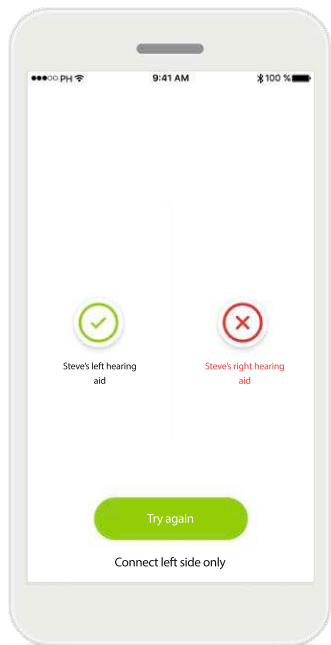 PH 9:41 AM 100 %
Steve's left hearing
aid
Steve's right hearing
aid
Try again
Connect left side only